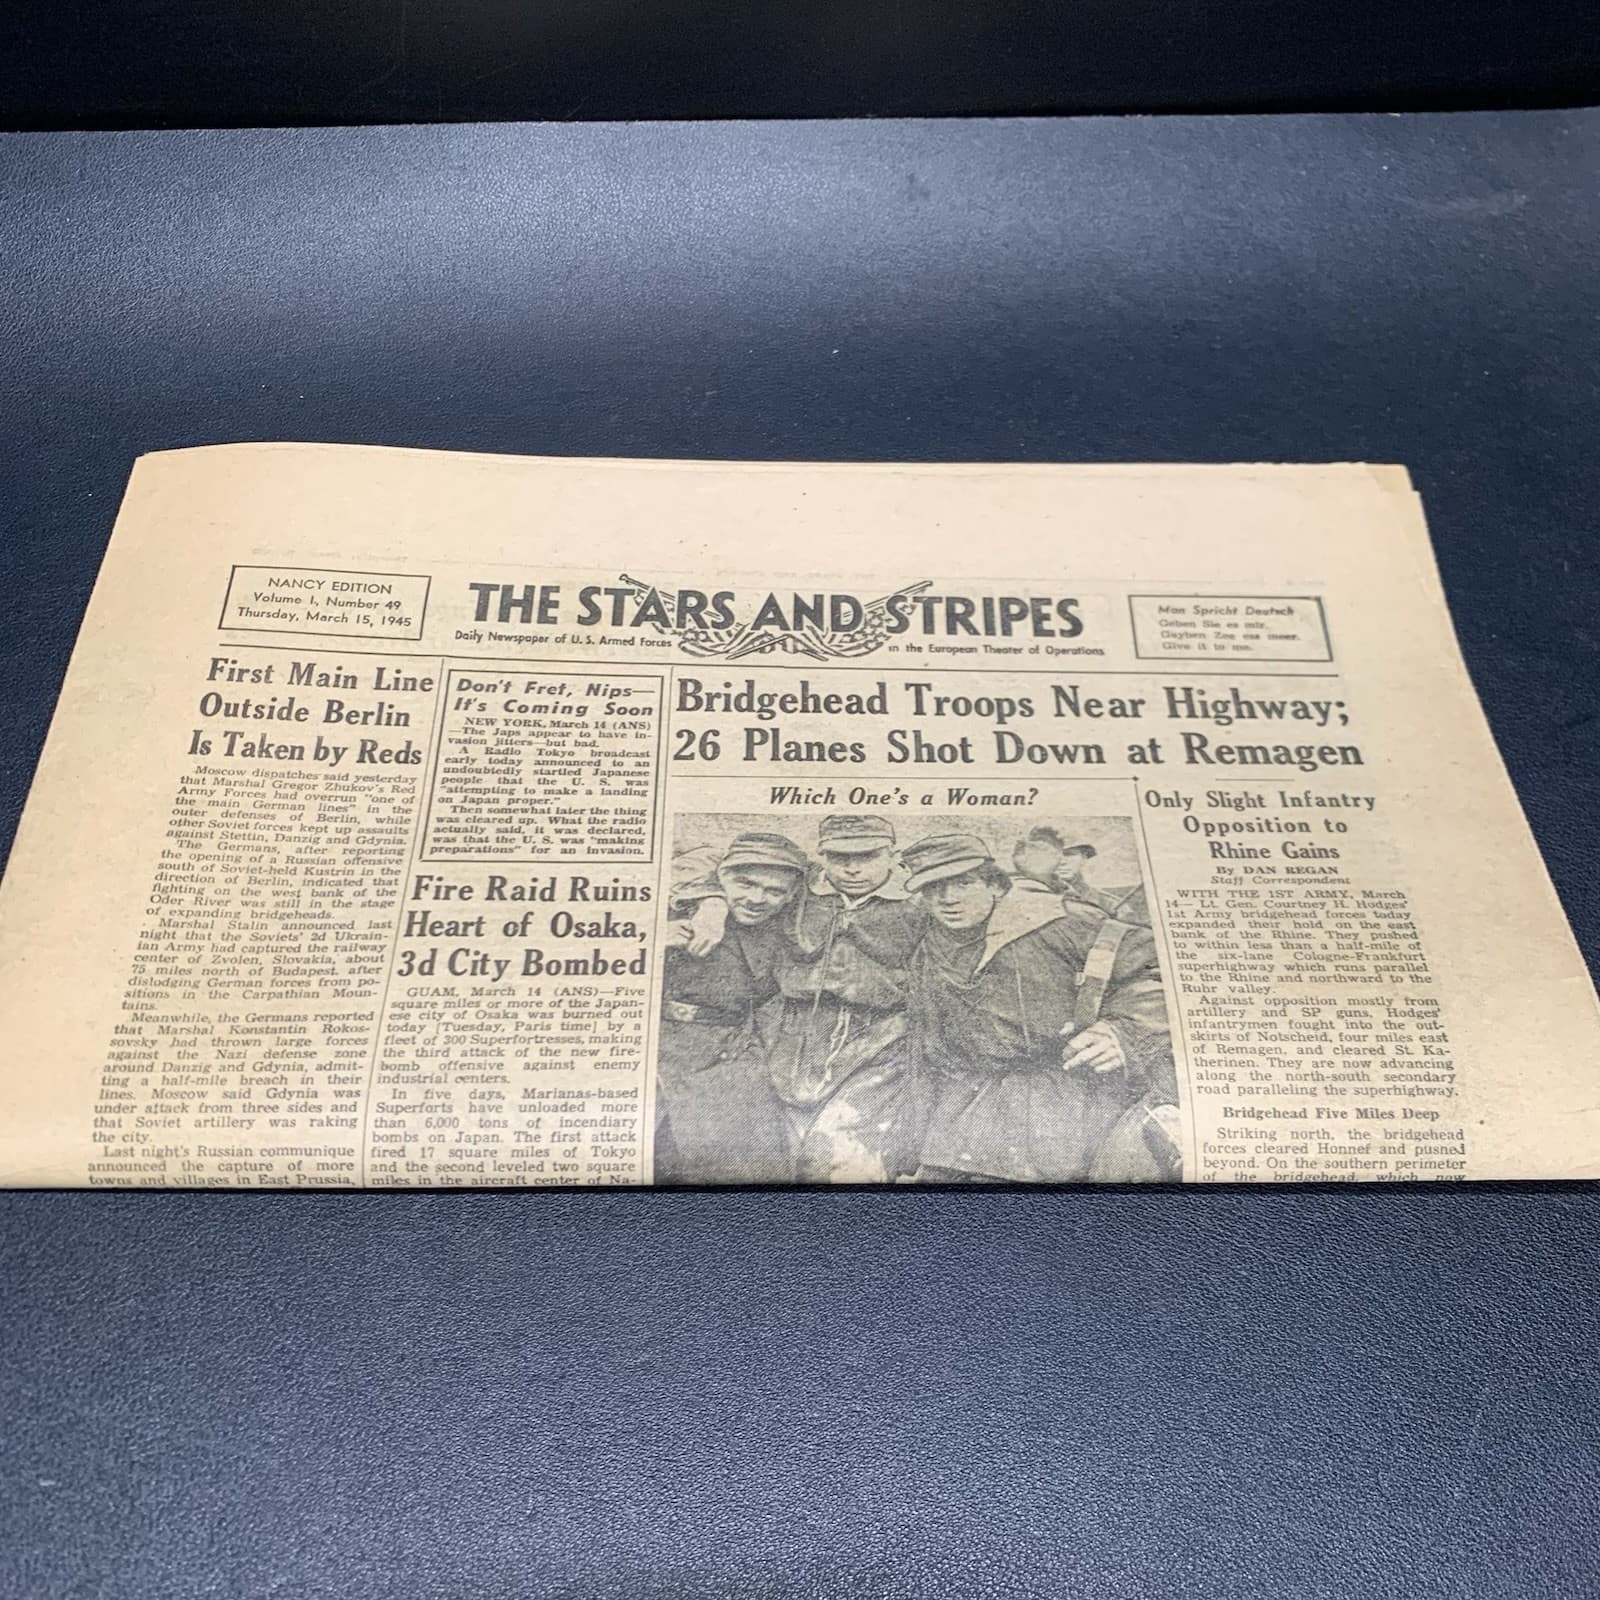 NANCY EDITION
Volume I, Number 49
Thursday, March 15, 1945
THE STARS AND STRIPES
Daily Newspaper of U. S. Armed Forces
in the European Theater of Operations
Man Spricht Deutsch
Geben Sie es mir.
Gayben Zee ess meer.
Give it to me.
First Main Line
Outside Berlin
Is Taken by Reds
Moscow dispatches said yesterday
that Marshal Gregor Zhukov's Red
Army Forces had overrun "one of
the main German lines" in the
outer defenses of Berlin, while
other Soviet forces kept up assaults
against Stettin, Danzig and Gdynia.
The Germans, after reporting
the opening of a Russian offensive
south of Soviet-held Kustrin in the
direction of Berlin, indicated that
fighting on the west bank of the
Oder River was still in the stage
of expanding bridgeheads.
Marshal Stalin announced last
night that the Soviets' 2d Ukrain-
ian Army had captured the railway
center of Zvolen, Slovakia, about
75 miles north of Budapest, after
dislodging German forces from po-
sitions in the Carpathian Moun-
tains.
Meanwhile, the Germans reported
that Marshal Konstantin Rokos-
sovsky had thrown large forces
against the Nazi defense zone
around Danzig and Gdynia, admit-
ting a half-mile breach in their
lines. Moscow said Gdynia was
under attack from three sides and
that Soviet artillery was raking
the city.
Last night's Russian communique
announced the capture of more
towns and villages in East Prussia,
Don't Fret, Nips—
It's Coming Soon
NEW YORK, March 14 (ANS)
—The Japs appear to have in-
vasion jitters—but bad.
A Radio Tokyo broadcast
early today announced to an
undoubtedly startled Japanese
people that the U. S. was
"attempting to make a landing
on Japan proper."
Then somewhat later the thing
was cleared up. What the radio
actually said, it was declared,
was that the U. S. was "making
preparations" for an invasion.
Fire Raid Ruins
Heart of Osaka,
3d City Bombed
GUAM, March 14 (ANS)—Five
square miles or more of the Japan-
ese city of Osaka was burned out
today [Tuesday, Paris time] by a
fleet of 300 Superfortresses, making
the third attack of the new fire-
bomb offensive against enemy
industrial centers.
In five days, Marianas-based
Superforts have unloaded more
than 6,000 tons of incendiary
bombs on Japan. The first attack
fired 17 square miles of Tokyo
and the second leveled two square
miles in the aircraft center of Na-
Bridgehead Troops Near Highway;
26 Planes Shot Down at Remagen
Which One's a Woman?
Only Slight Infantry
Opposition to
Rhine Gains
By DAN REGAN
Staff Correspondent
WITH THE 1ST ARMY, March
14— Lt. Gen. Courtney H. Hodges'
1st Army bridgehead forces today
expanded their hold on the east
bank of the Rhine. They pushed
to within less than a half-mile of
the six-lane Cologne-Frankfurt
superhighway which runs parallel
to the Rhine and northward to the
Ruhr valley.
Against opposition mostly from
artillery and SP guns, Hodges'
infantrymen fought into the out-
skirts of Notscheid, four miles east
of Remagen, and cleared St. Ka-
therinen. They are now advancing
along the north-south secondary
road paralleling the superhighway.
Bridgehead Five Miles Deep
Striking north, the bridgehead
forces cleared Honnef and pushed
beyond. On the southern perimeter
of the bridgehead, which now